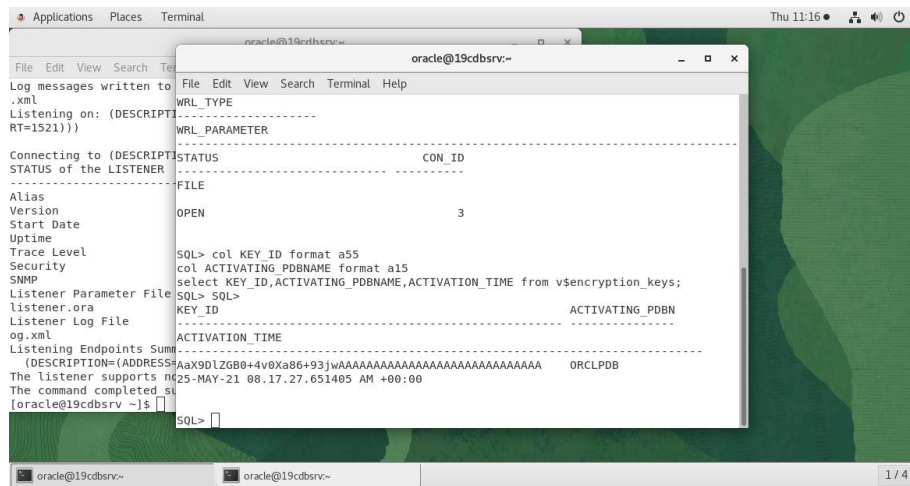 Applications Places Terminal
Thu 11:16
oracle@19cdbsrv:~
File Edit View Search Ter
Log messages written to
.xml
Listening on: (DESCRIPTI
RT=1521)))
Connecting to (DESCRIPTI
STATUS of the LISTENER
------------------------
Alias
Version
Start Date
Uptime
Trace Level
Security
SNMP
Listener Parameter File
listener.ora
Listener Log File
og.xml
Listening Endpoints Summ
(DESCRIPTION=(ADDRESS=
The listener supports no
The command completed su
[oracle@19cdbsrv ~]$
oracle@19cdbsrv:~
File Edit View Search Terminal Help
WRL_TYPE
--------------------
WRL_PARAMETER
--------------------------------------------------------------------------------
STATUS CON_ID
------------------------------ ----------
FILE
OPEN 3
SQL> col KEY_ID format a55
col ACTIVATING_PDBNAME format a15
select KEY_ID,ACTIVATING_PDBNAME,ACTIVATION_TIME from v$encryption_keys;
SQL> SQL>
KEY_ID ACTIVATING_PDBN
------------------------------------------------------- ---------------
ACTIVATION_TIME
---------------------------------------------------------------------------
AaX9DlZGB0+4v0Xa86+93jwAAAAAAAAAAAAAAAAAAAAAAAAAAAAA ORCLPDB
25-MAY-21 08.17.27.651405 AM +00:00
SQL>
oracle@19cdbsrv:~
oracle@19cdbsrv:~
1 / 4